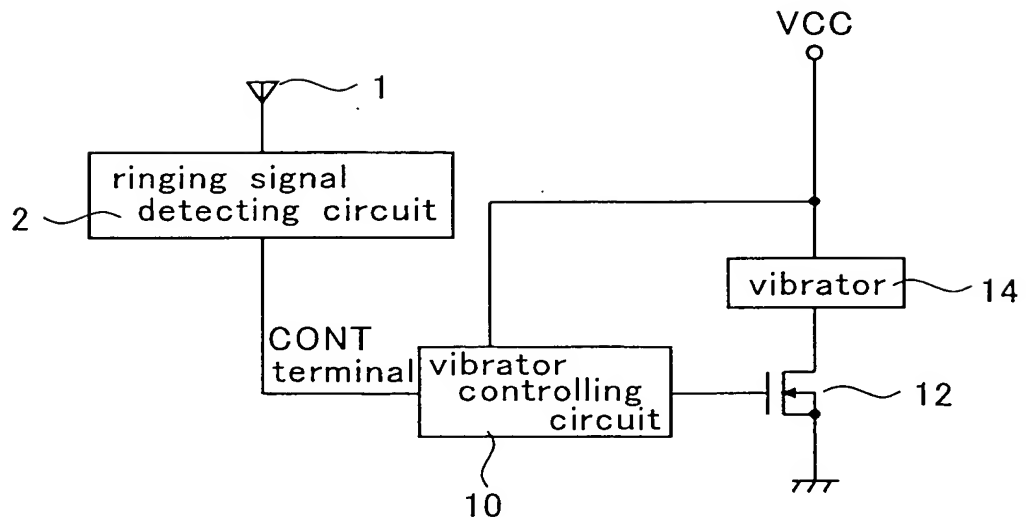 VCC
1
ringing signal
detecting circuit
2
vibrator
14
CONT
terminal
vibrator
controlling
circuit
12
10